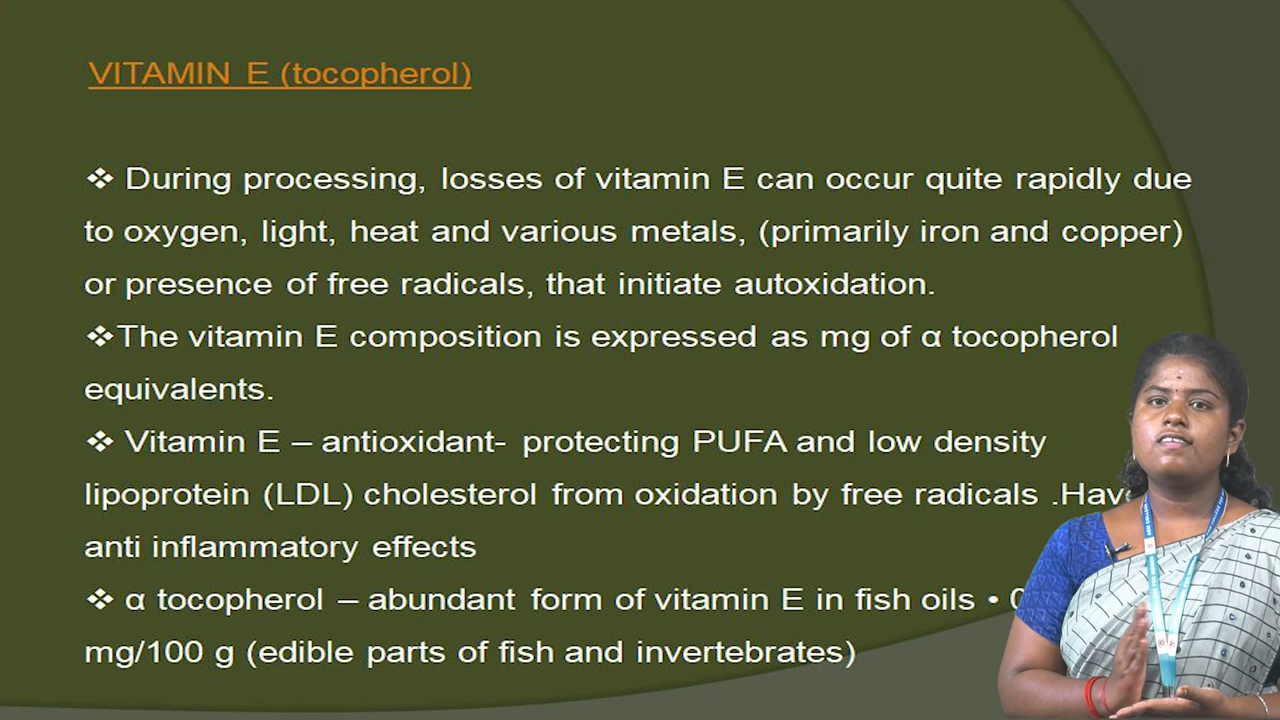 VITAMIN E (tocopherol)
❖ During processing, losses of vitamin E can occur quite rapidly due
to oxygen, light, heat and various metals, (primarily iron and copper)
or presence of free radicals, that initiate autoxidation.
❖The vitamin E composition is expressed as mg of α tocopherol
equivalents.
❖ Vitamin E – antioxidant- protecting PUFA and low density
lipoprotein (LDL) cholesterol from oxidation by free radicals .Have
anti inflammatory effects
❖ α tocopherol – abundant form of vitamin E in fish oils •
mg/100 g (edible parts of fish and invertebrates)